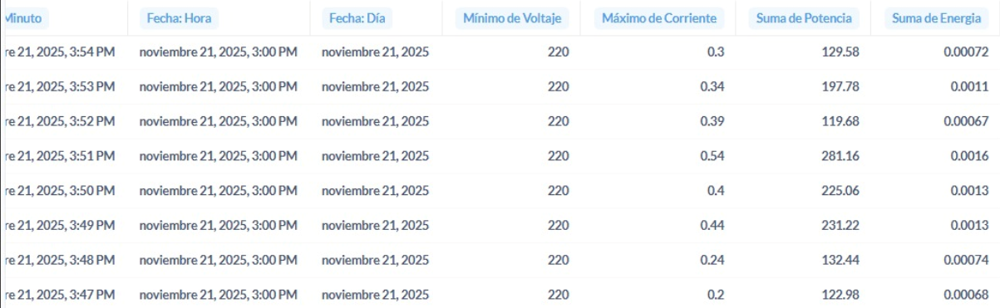 Minuto Fecha: Hora Fecha: Día Mínimo de Voltaje Máximo de Corriente Suma de Potencia Suma de Energia
re 21, 2025, 3:54 PM noviembre 21, 2025, 3:00 PM noviembre 21, 2025 220 0.3 129.58 0.00072
re 21, 2025, 3:53 PM noviembre 21, 2025, 3:00 PM noviembre 21, 2025 220 0.34 197.78 0.0011
re 21, 2025, 3:52 PM noviembre 21, 2025, 3:00 PM noviembre 21, 2025 220 0.39 119.68 0.00067
re 21, 2025, 3:51 PM noviembre 21, 2025, 3:00 PM noviembre 21, 2025 220 0.54 281.16 0.0016
re 21, 2025, 3:50 PM noviembre 21, 2025, 3:00 PM noviembre 21, 2025 220 0.4 225.06 0.0013
re 21, 2025, 3:49 PM noviembre 21, 2025, 3:00 PM noviembre 21, 2025 220 0.44 231.22 0.0013
re 21, 2025, 3:48 PM noviembre 21, 2025, 3:00 PM noviembre 21, 2025 220 0.24 132.44 0.00074
re 21, 2025, 3:47 PM noviembre 21, 2025, 3:00 PM noviembre 21, 2025 220 0.2 122.98 0.00068